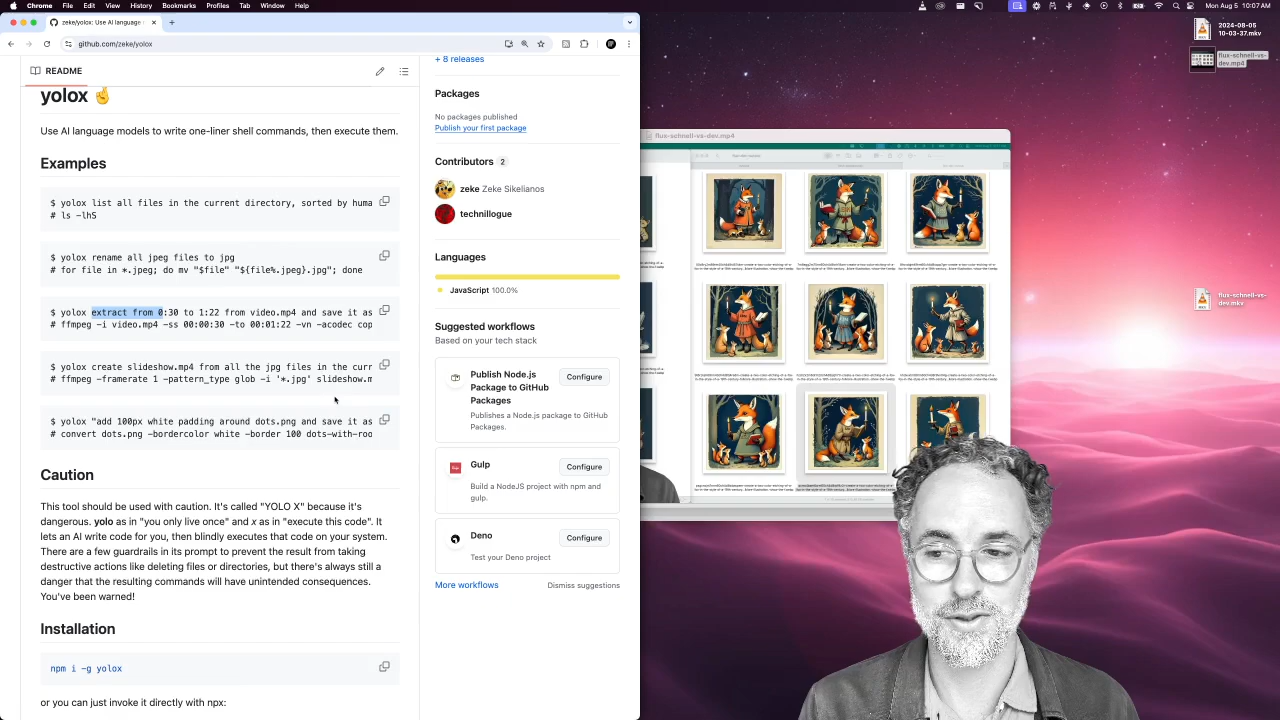 Chrome File Edit View History Bookmarks Profiles Tab Window Help
Mon Aug 5 10:07 AM
zeke/yolox: Use AI language
github.com/zeke/yolox
README
yolox
Use AI language models to write one-liner shell commands, then execute them.
Examples
$ yolox list all files in the current directory, sorted by huma
# ls -lhS
$ yolox rename all jpeg files to jpg
# for file in *.jpeg; do mv "$file" "${file%.jpeg}.jpg"; done
$ yolox extract from 0:30 to 1:22 from video.mp4 and save it as
# ffmpeg -i video.mp4 -ss 00:00:30 -to 00:01:22 -vn -acodec cop
$ yolox create slideshow.mp4 from all the jpg files in the curr
# ffmpeg -framerate 1 -pattern_type glob -i '*.jpg' slideshow.m
$ yolox "add 100px white padding around dots.png and save it as
# convert dots.png -bordercolor white -border 100 dots-with-roo
Caution
This tool should be used with caution. It's called "YOLO X" because it's
dangerous. yolo as in "you only live once" and x as in "execute this code". It
lets an AI write code for you, then blindly executes that code on your system.
There are a few guardrails in its prompt to prevent the result from taking
destructive actions like deleting files or directories, but there's always still a
danger that the resulting commands will have unintended consequences.
You've been warned!
Installation
npm i -g yolox
or you can just invoke it directly with npx:
+ 8 releases
Packages
No packages published
Publish your first package
Contributors 2
zeke Zeke Sikelianos
technillogue
Languages
JavaScript 100.0%
Suggested workflows
Based on your tech stack
Publish Node.js
Package to GitHub
Packages
Configure
Publishes a Node.js package to GitHub
Packages.
Gulp
Configure
Build a NodeJS project with npm and
gulp.
Deno
Configure
Test your Deno project
More workflows
Dismiss suggestions
flux-schnell-vs-dev.mp4
2024-08-05
10-03-37.mkv
flux-schnell-vs-
dev.mp4
flux-schnell-vs-
dev.mkv